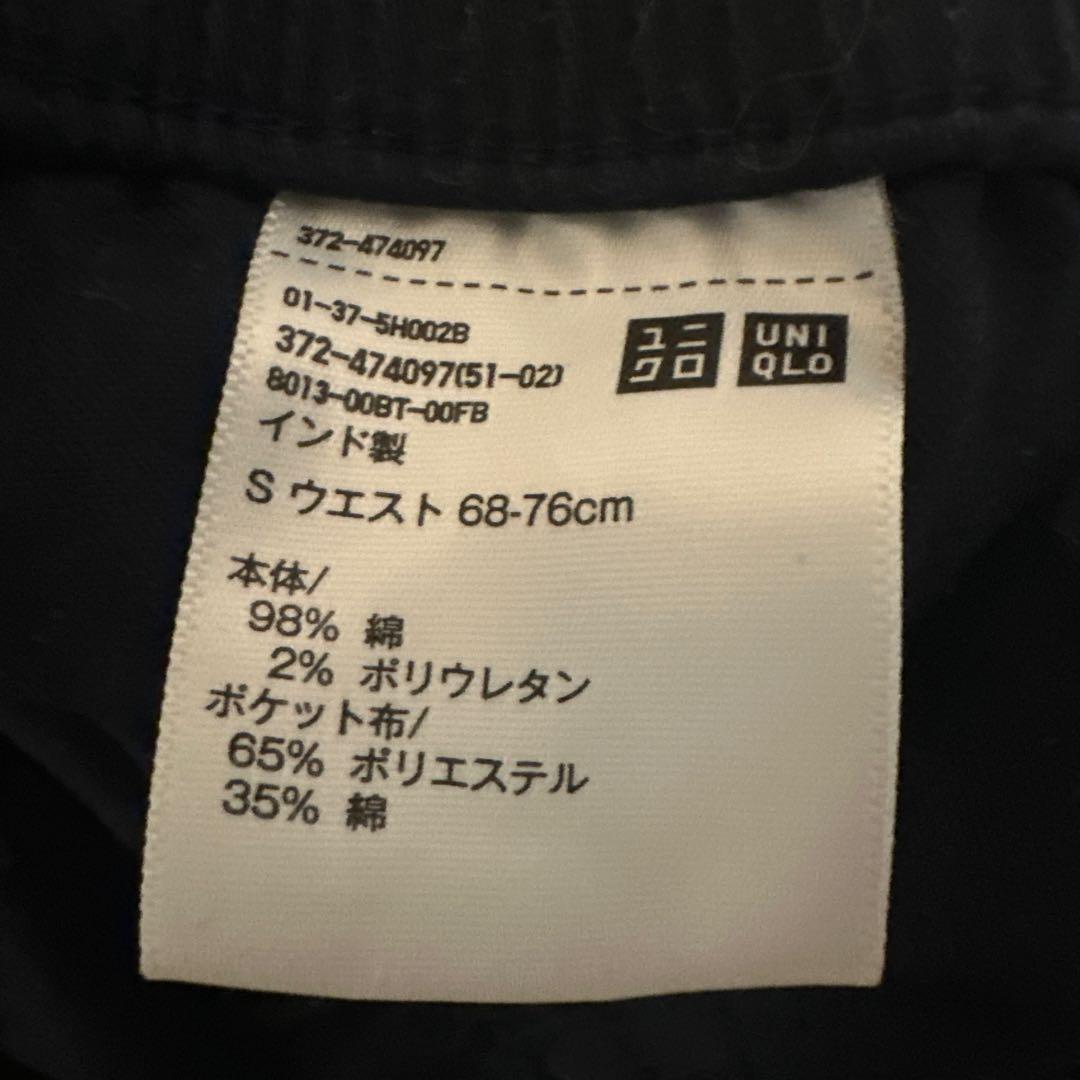 372-474097
01-37-5H002B
372-474097(51-02)
8013-00BT-00FB
インド製
ユニ
クロ
UNI
QLO
S ウエスト 68-76cm
本体/
98% 綿
2% ポリウレタン
ポケット布/
65% ポリエステル
35% 綿